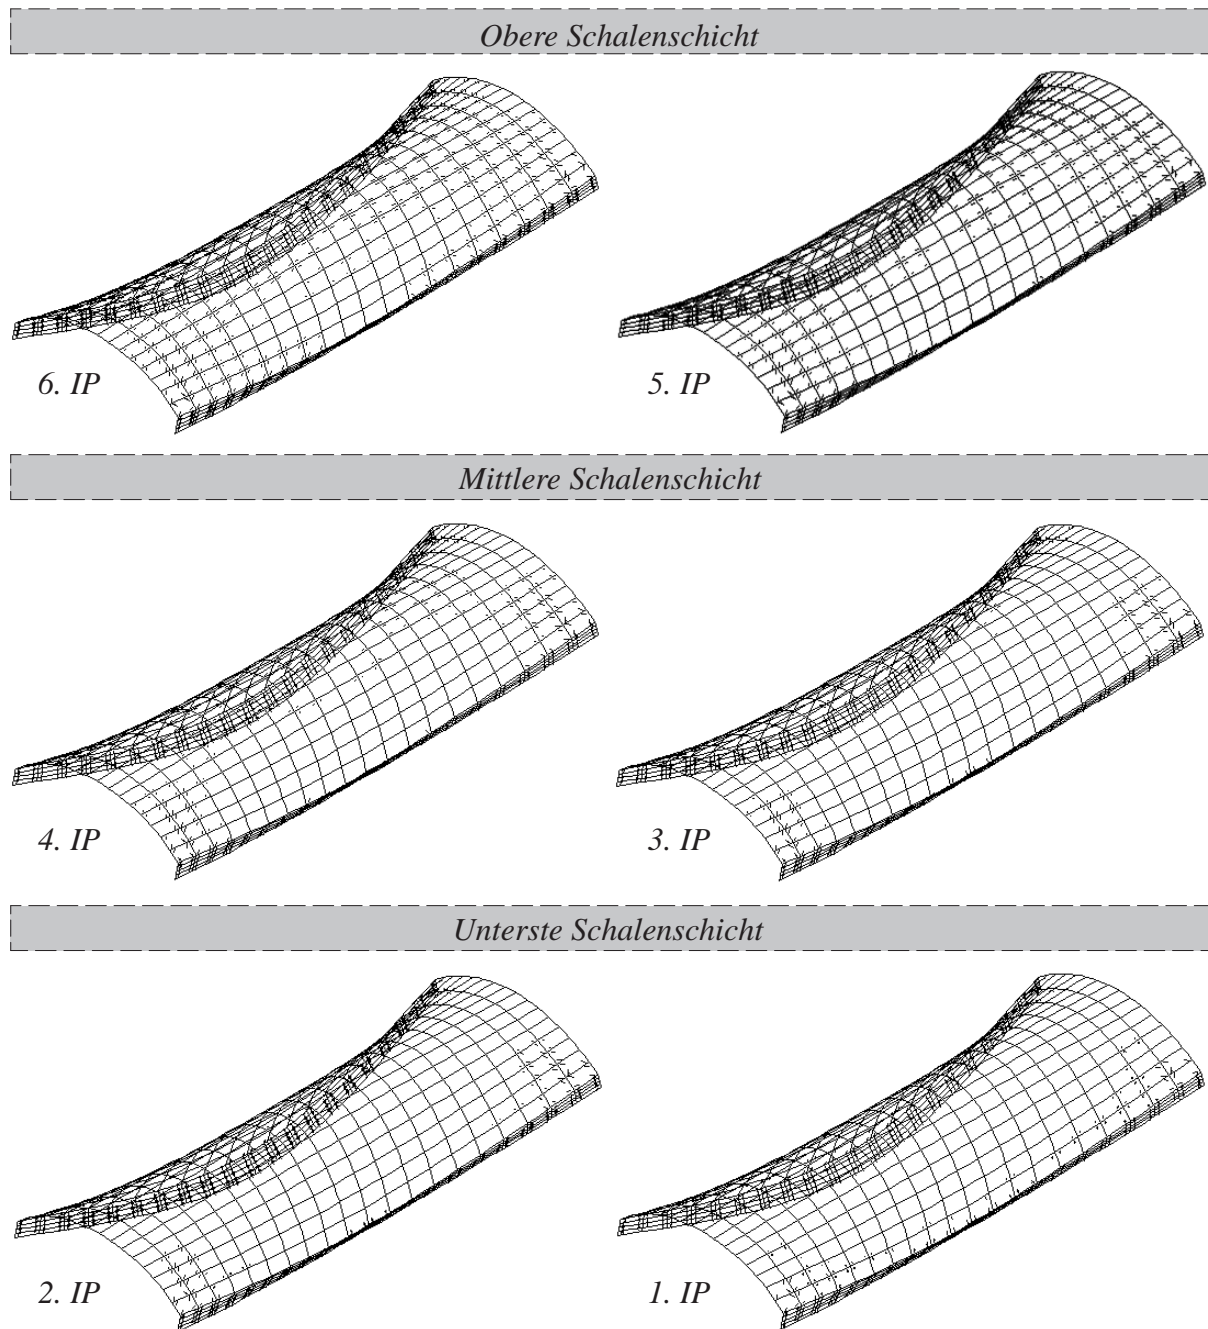 Obere Schalenschicht
6. IP
5. IP
Mittlere Schalenschicht
4. IP
3. IP
Unterste Schalenschicht
2. IP
1. IP